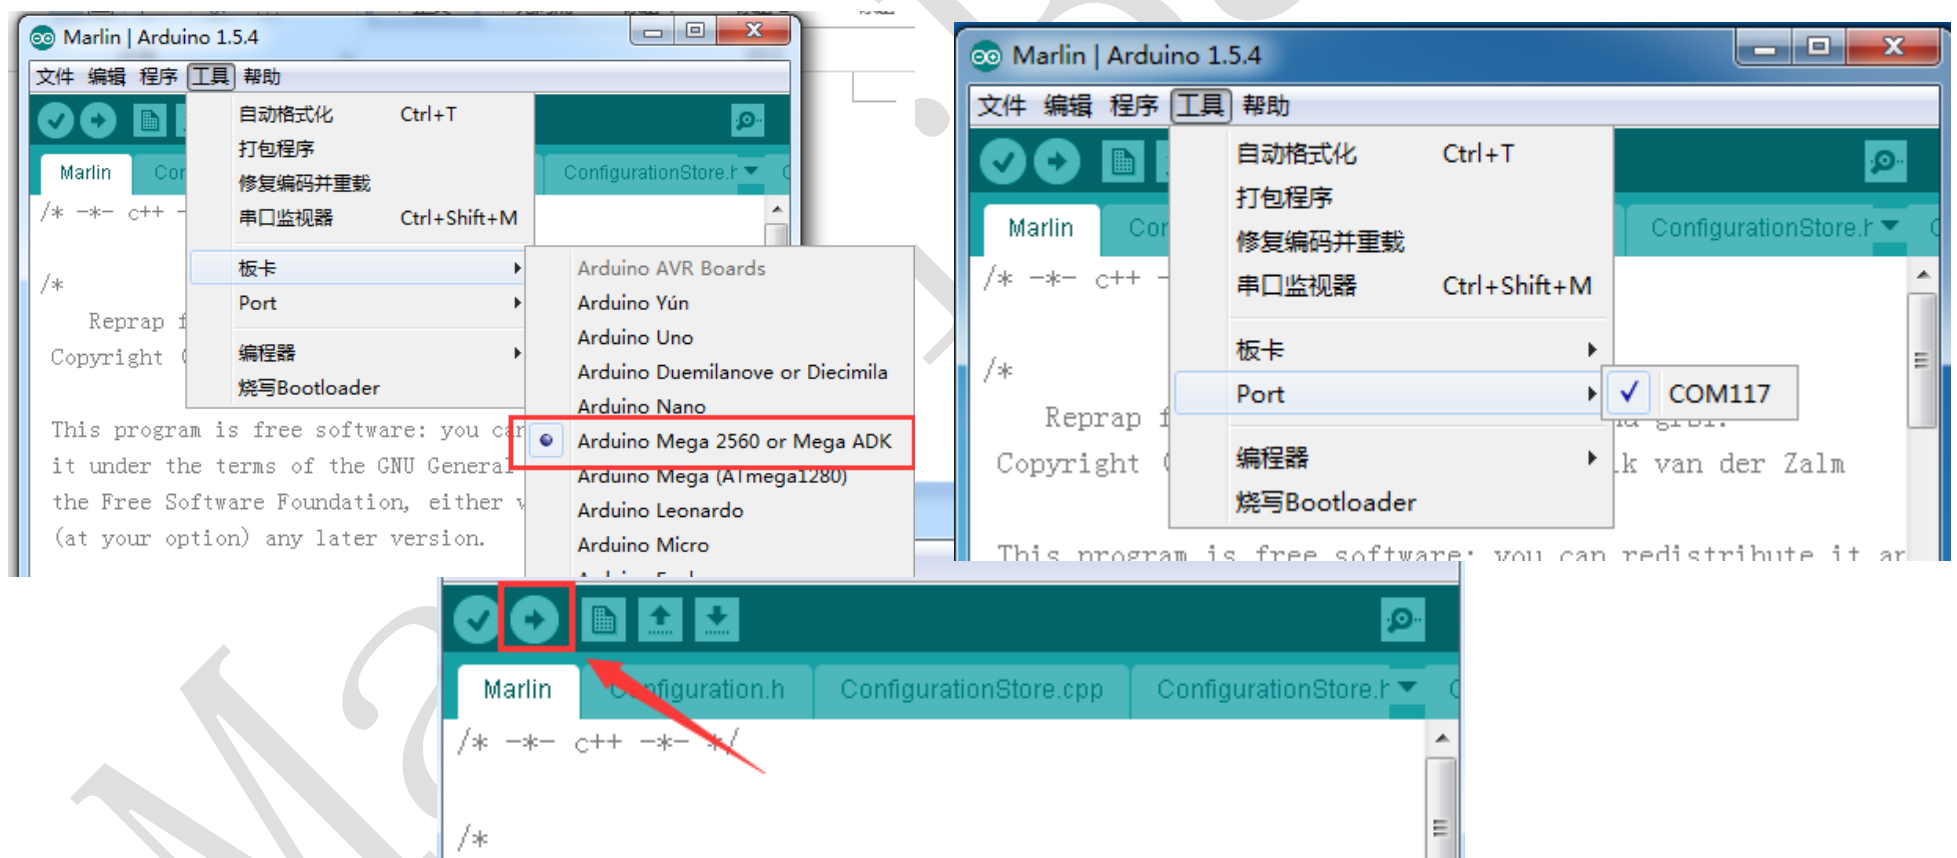 Marlin | Arduino 1.5.4
文件 编辑 程序 工具 帮助
自动格式化 Ctrl+T
打包程序
修复编码并重载
串口监视器 Ctrl+Shift+M
板卡
Port
编程器
烧写Bootloader
Marlin
ConfigurationStore.h
/* -*- c++ -
/*
Reprap
Copyright
This program is free software: you can
it under the terms of the GNU General
the Free Software Foundation, either
(at your option) any later version.
Arduino AVR Boards
Arduino Yún
Arduino Uno
Arduino Duemilanove or Diecimila
Arduino Nano
Arduino Mega 2560 or Mega ADK
Arduino Mega (ATmega1280)
Arduino Leonardo
Arduino Micro
Marlin | Arduino 1.5.4
文件 编辑 程序 工具 帮助
自动格式化 Ctrl+T
打包程序
修复编码并重载
串口监视器 Ctrl+Shift+M
板卡
Port
COM117
编程器
烧写Bootloader
Marlin
ConfigurationStore.h
/* -*- c++ -
/*
Reprap
Copyright
van der Zalm
This program is free software: you can redistribute it
Marlin Configuration.h ConfigurationStore.cpp ConfigurationStore.h
/* -*- c++ -*- */
/*